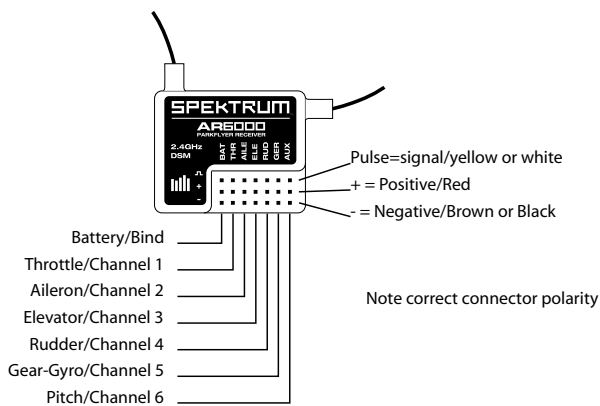 SPEKTRUM
AR6000
PARKFLYER RECEIVER
2.4GHz
DSM
BAT
THR
AILE
ELE
RUD
GER
AUX
+
-
Pulse=signal/yellow or white
+ = Positive/Red
- = Negative/Brown or Black
Battery/Bind
Throttle/Channel 1
Aileron/Channel 2
Elevator/Channel 3
Rudder/Channel 4
Gear-Gyro/Channel 5
Pitch/Channel 6
Note correct connector polarity